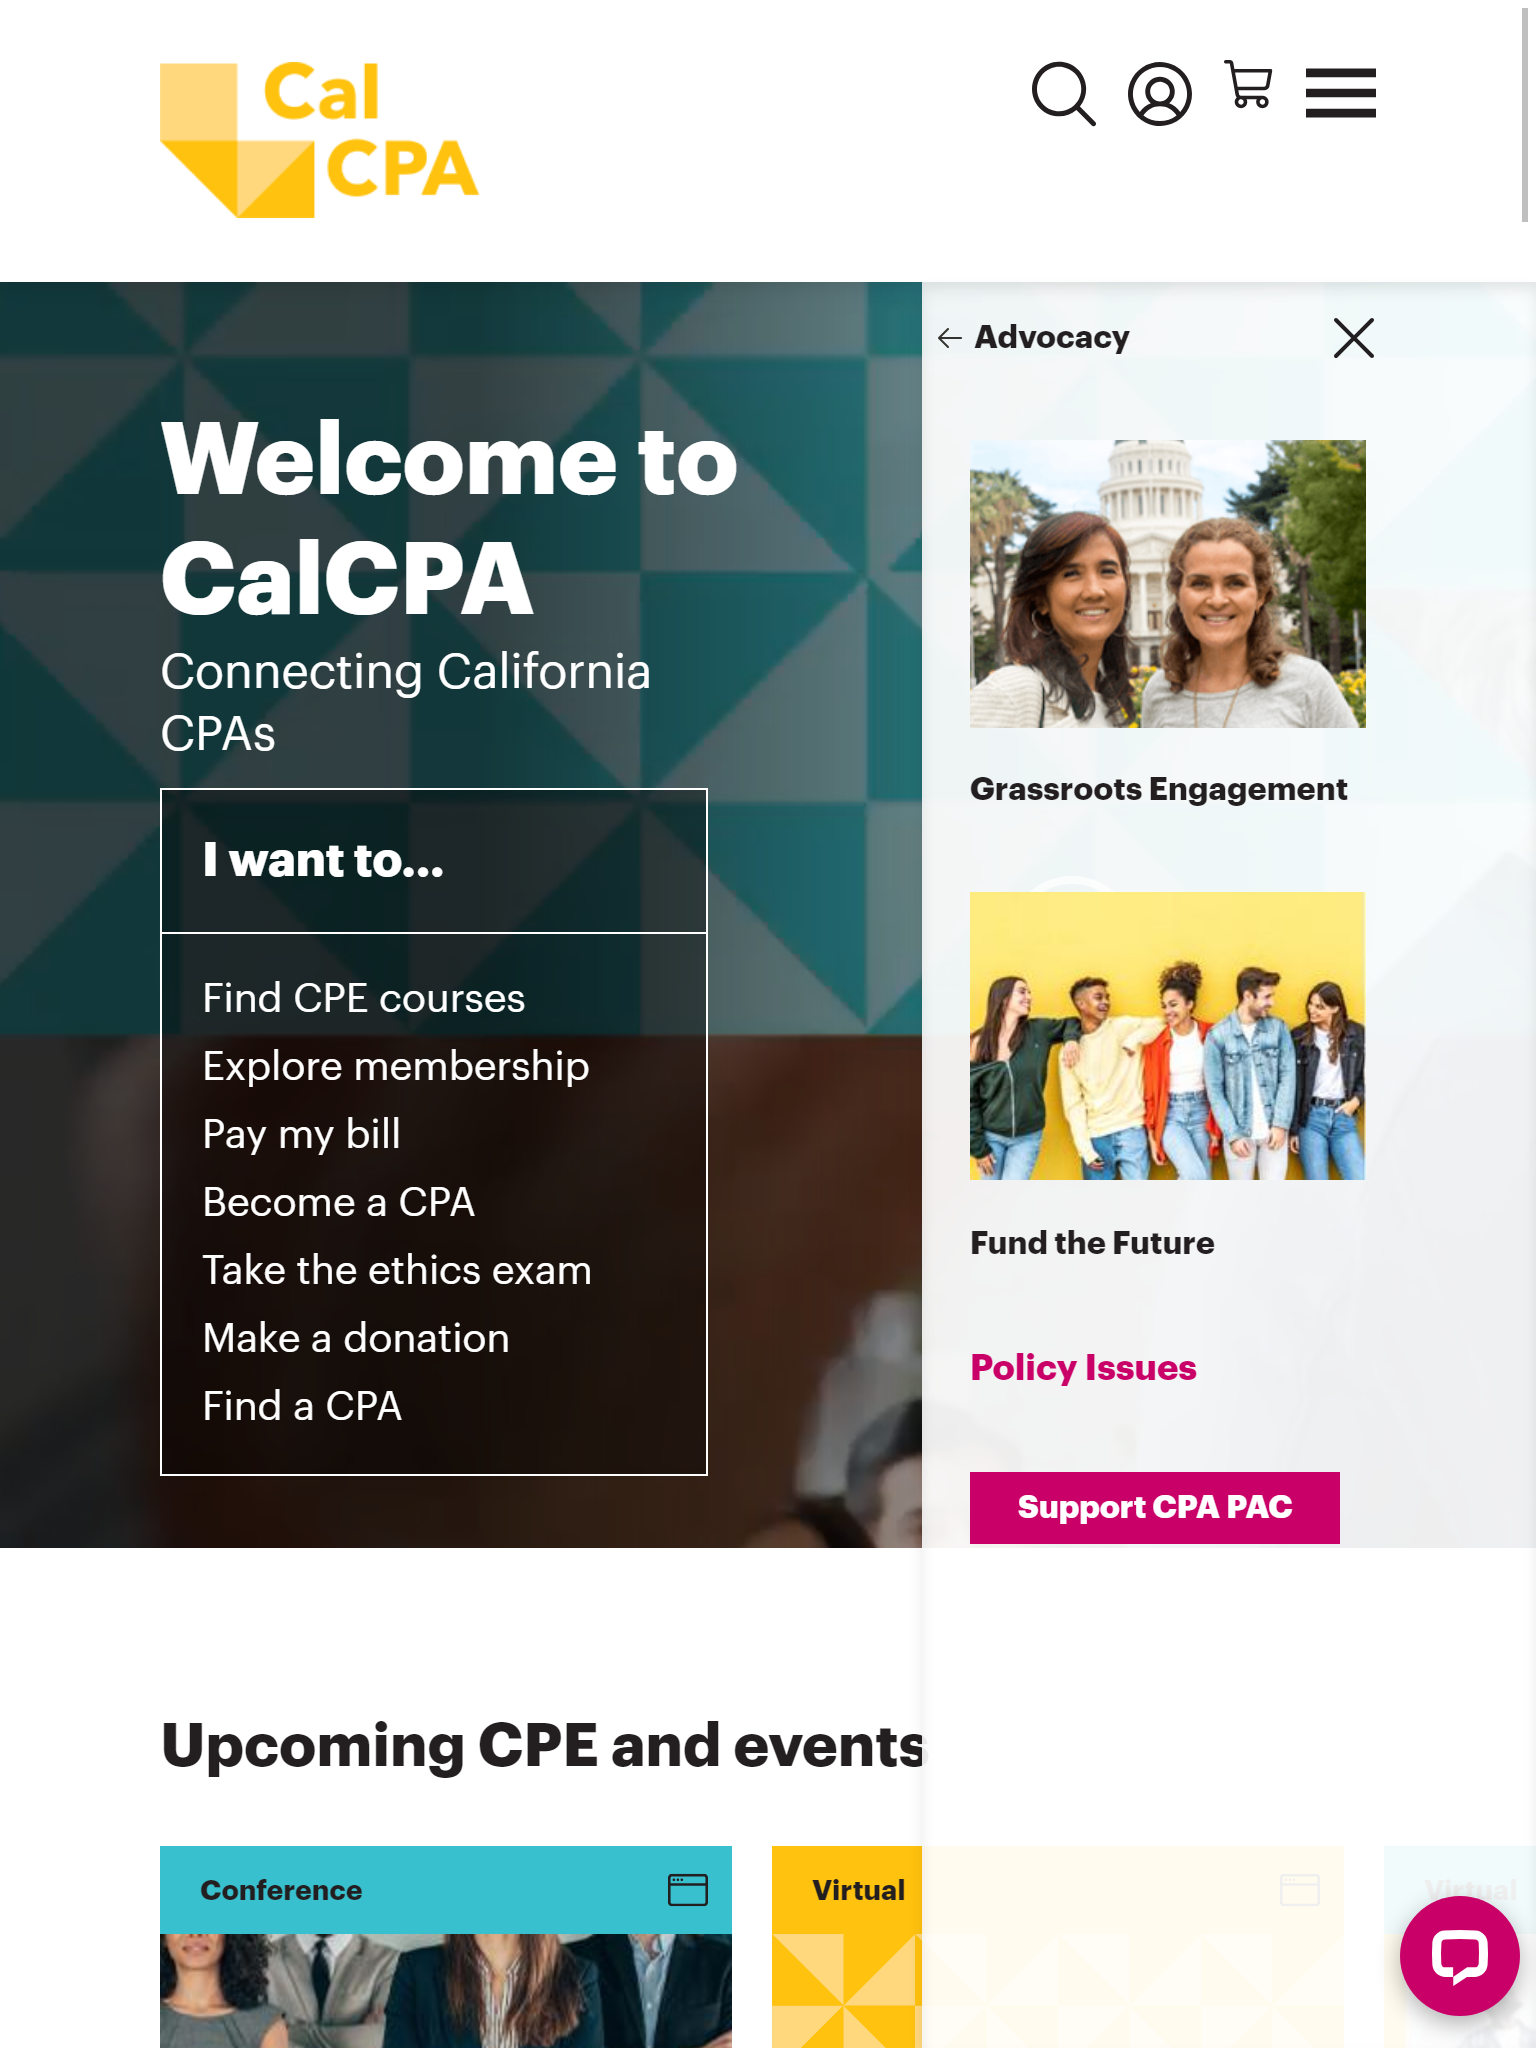 Cal
CPA
Advocacy
Welcome to
CalCPA
Connecting California
CPAs
I want to...
Find CPE courses
Explore membership
Pay my bill
Become a CPA
Take the ethics exam
Make a donation
Find a CPA
Grassroots Engagement
Fund the Future
Policy Issues
Support CPA PAC
Upcoming CPE and events
Conference
Virtual
Virtual